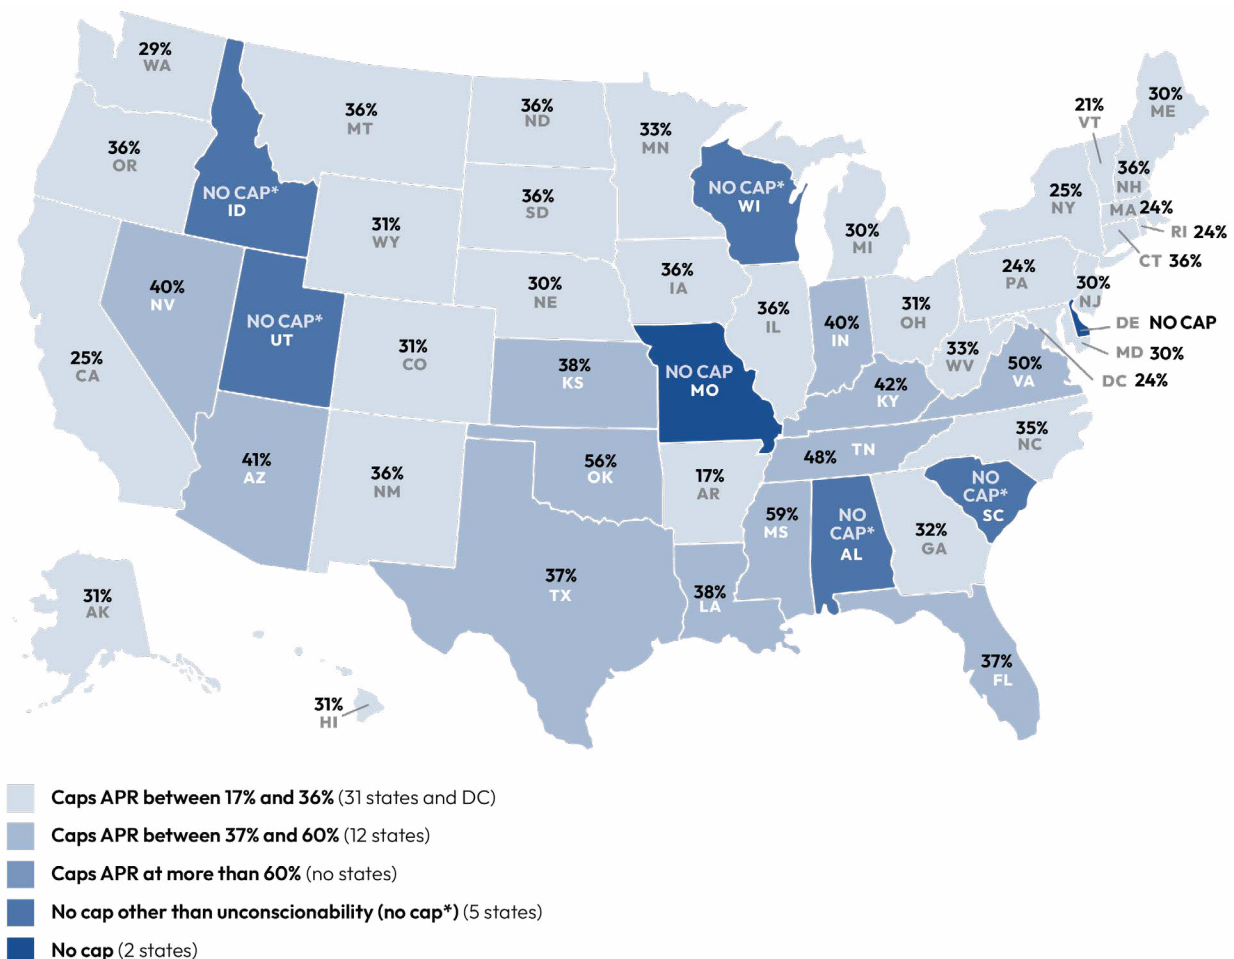 29%
WA
36%
OR
NO CAP*
ID
36%
MT
36%
ND
33%
MN
NO CAP*
WI
30%
MI
21%
VT
30%
ME
36%
NH
25%
NY
MA 24%
RI 24%
CT 36%
31%
WY
36%
SD
30%
NE
36%
IA
36%
IL
40%
IN
31%
OH
24%
PA
30%
NJ
DE NO CAP
MD 30%
DC 24%
25%
CA
40%
NV
NO CAP*
UT
31%
CO
38%
KS
NO CAP
MO
42%
KY
33%
WV
50%
VA
41%
AZ
36%
NM
56%
OK
17%
AR
48% TN
35%
NC
37%
TX
38%
LA
59%
MS
NO
CAP*
AL
32%
GA
NO
CAP*
SC
37%
FL
31%
AK
31%
HI
Caps APR between 17% and 36% (31 states and DC)
Caps APR between 37% and 60% (12 states)
Caps APR at more than 60% (no states)
No cap other than unconscionability (no cap*) (5 states)
No cap (2 states)